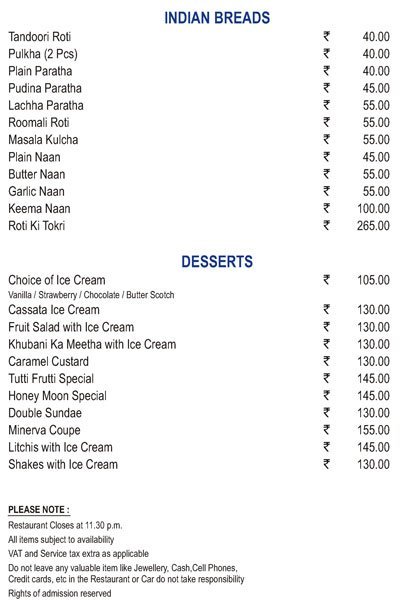 INDIAN BREADS
Tandoori Roti ₹ 40.00
Pulkha (2 Pcs) ₹ 40.00
Plain Paratha ₹ 40.00
Pudina Paratha ₹ 45.00
Lachha Paratha ₹ 55.00
Roomali Roti ₹ 55.00
Masala Kulcha ₹ 55.00
Plain Naan ₹ 45.00
Butter Naan ₹ 55.00
Garlic Naan ₹ 55.00
Keema Naan ₹ 100.00
Roti Ki Tokri ₹ 265.00
DESSERTS
Choice of Ice Cream ₹ 105.00
Vanilla / Strawberry / Chocolate / Butter Scotch
Cassata Ice Cream ₹ 130.00
Fruit Salad with Ice Cream ₹ 130.00
Khubani Ka Meetha with Ice Cream ₹ 130.00
Caramel Custard ₹ 130.00
Tutti Frutti Special ₹ 145.00
Honey Moon Special ₹ 145.00
Double Sundae ₹ 130.00
Minerva Coupe ₹ 155.00
Litchis with Ice Cream ₹ 145.00
Shakes with Ice Cream ₹ 130.00
PLEASE NOTE :
Restaurant Closes at 11.30 p.m.
All items subject to availability
VAT and Service tax extra as applicable
Do not leave any valuable item like Jewellery, Cash,Cell Phones,
Credit cards, etc in the Restaurant or Car do not take responsibility
Rights of admission reserved